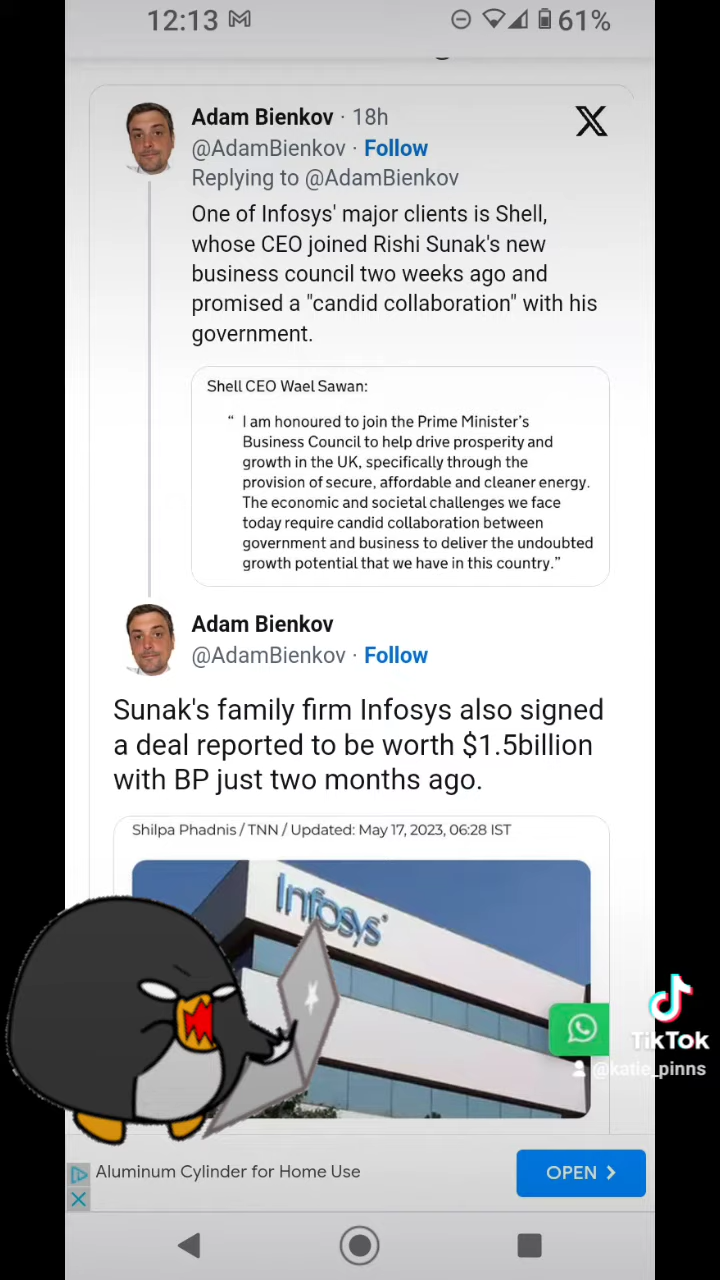 12:13
61%
Adam Bienkov · 18h
@AdamBienkov · Follow
Replying to @AdamBienkov
One of Infosys' major clients is Shell,
whose CEO joined Rishi Sunak's new
business council two weeks ago and
promised a "candid collaboration" with his
government.
Shell CEO Wael Sawan:
“ I am honoured to join the Prime Minister’s
Business Council to help drive prosperity and
growth in the UK, specifically through the
provision of secure, affordable and cleaner energy.
The economic and societal challenges we face
today require candid collaboration between
government and business to deliver the undoubted
growth potential that we have in this country.”
Adam Bienkov
@AdamBienkov · Follow
Sunak's family firm Infosys also signed
a deal reported to be worth $1.5billion
with BP just two months ago.
Shilpa Phadnis / TNN / Updated: May 17, 2023, 06:28 IST
Infosys
TikTok
@katie_pinns
Aluminum Cylinder for Home Use
OPEN